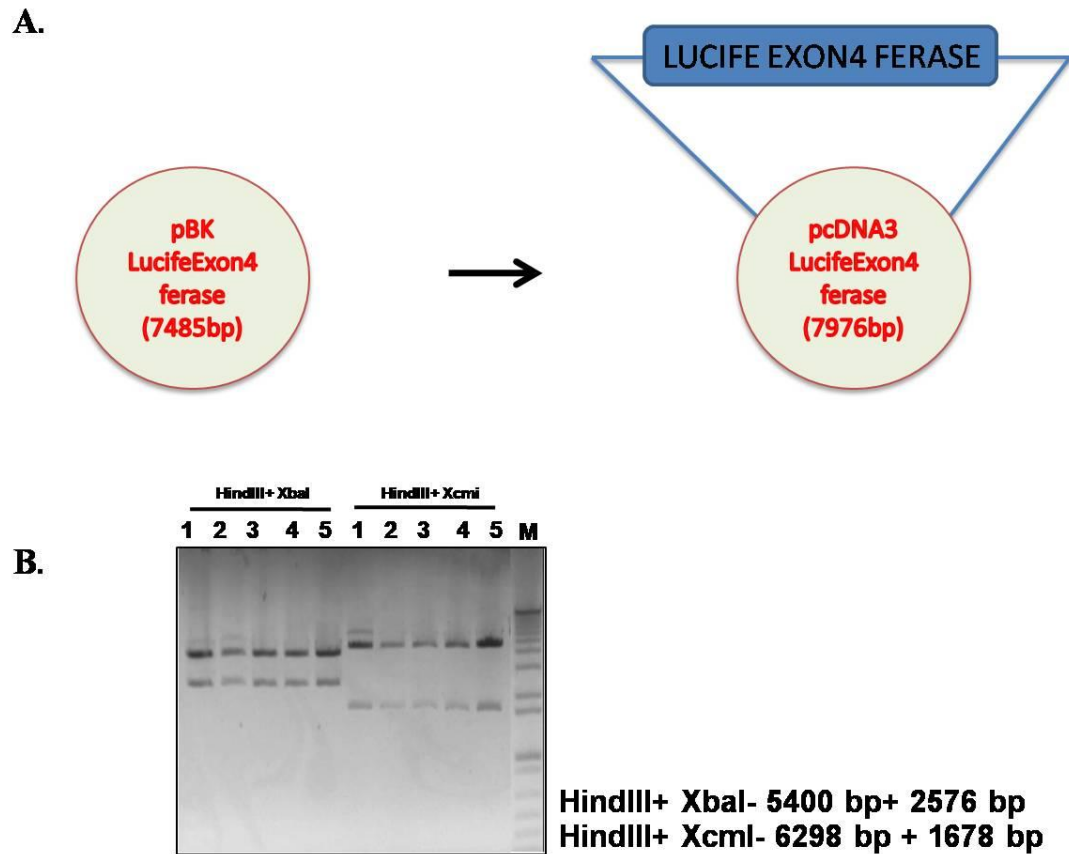 A.
LUCIFE EXON4 FERASE
pBK
LucifeExon4
ferase
(7485bp)
pcDNA3
LucifeExon4
ferase
(7976bp)
HindIII+ XbaI HindIII+ Xcmi
1 2 3 4 5 1 2 3 4 5 M
B.
HindIII+ XbaI- 5400 bp+ 2576 bp
HindIII+ XcmI- 6298 bp + 1678 bp